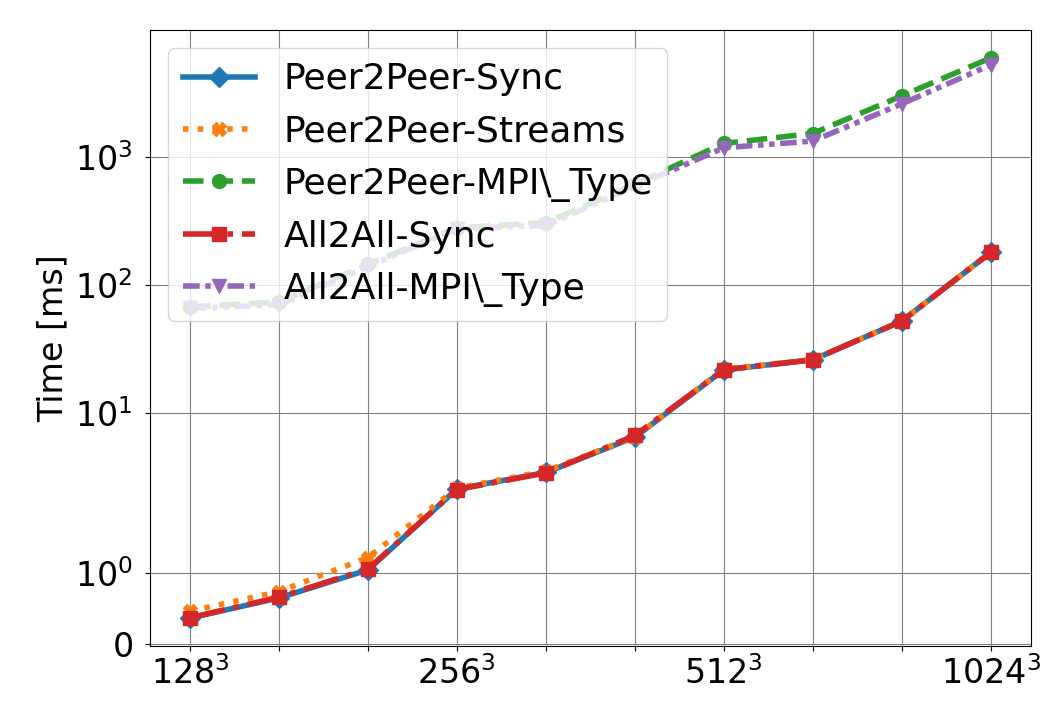 Peer2Peer-Sync
Peer2Peer-Streams
Peer2Peer-MPI\_Type
All2All-Sync
All2All-MPI\_Type
Time [ms]
10³
10²
10¹
10⁰
0
128³ 256³ 512³ 1024³